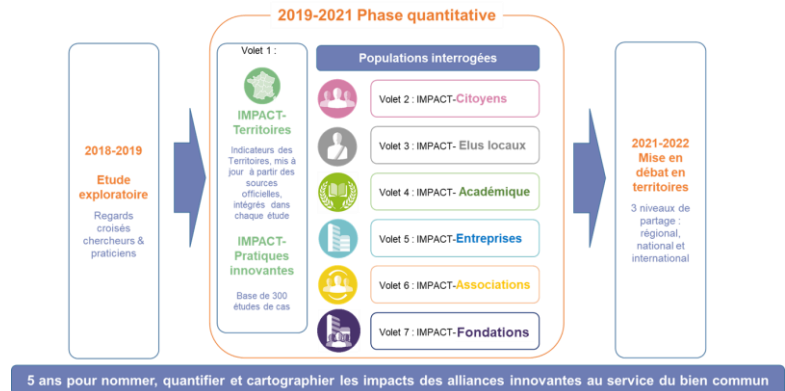 2019-2021 Phase quantitative
2018-2019
Etude
exploratoire
Regards
croisés
chercheurs &
praticiens
Volet 1 :
IMPACT-
Territoires
Indicateurs des
Territoires, mis à
jour à partir des
sources
officielles,
intégrés dans
chaque étude
IMPACT-
Pratiques
innovantes
Base de 300
études de cas
Populations interrogées
Volet 2 : IMPACT-Citoyens
Volet 3 : IMPACT- Elus locaux
Volet 4 : IMPACT- Académique
Volet 5 : IMPACT-Entreprises
Volet 6 : IMPACT-Associations
Volet 7 : IMPACT-Fondations
2021-2022
Mise en
débat en
territoires
3 niveaux de
partage :
régional,
national et
international
5 ans pour nommer, quantifier et cartographier les impacts des alliances innovantes au service du bien commun